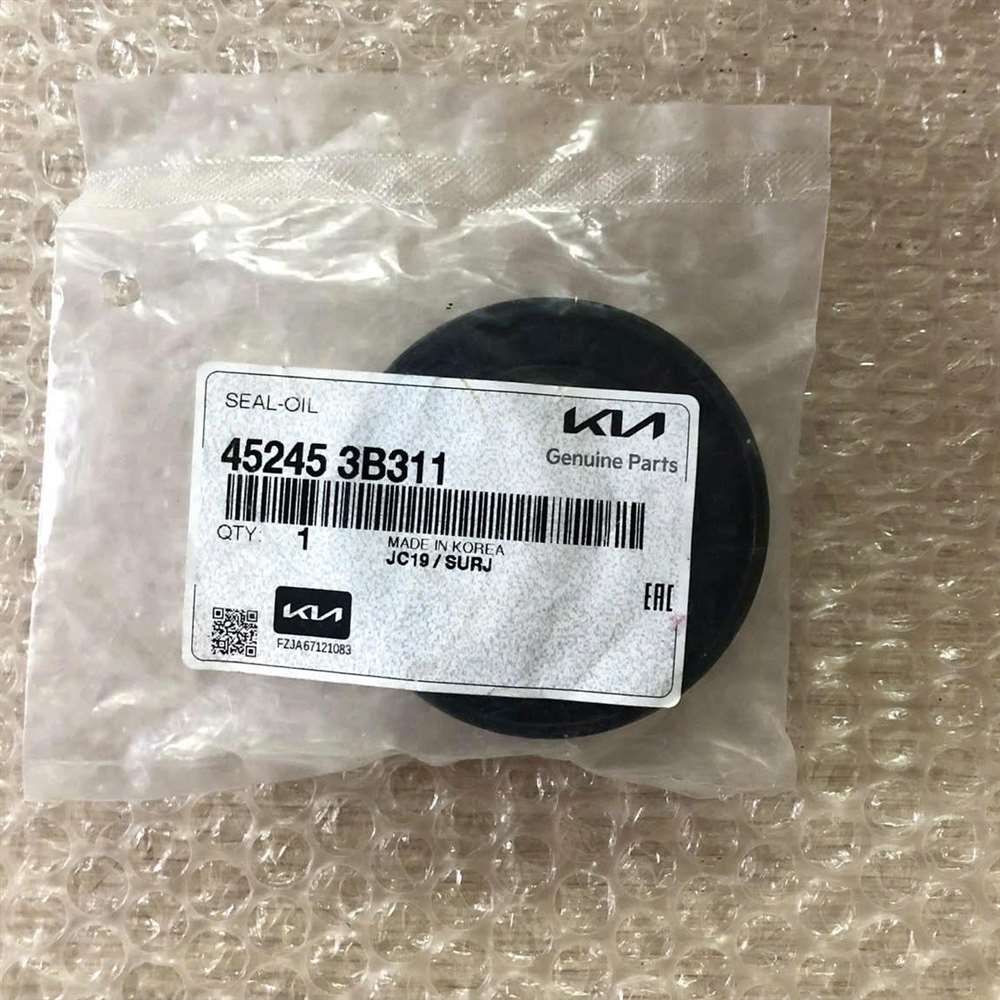 SEAL-OIL
KIA
Genuine Parts
45245 3B311
QTY: 1
MADE IN KOREA
JC19 / SURJ
EAC
KIA
FZJA67121083